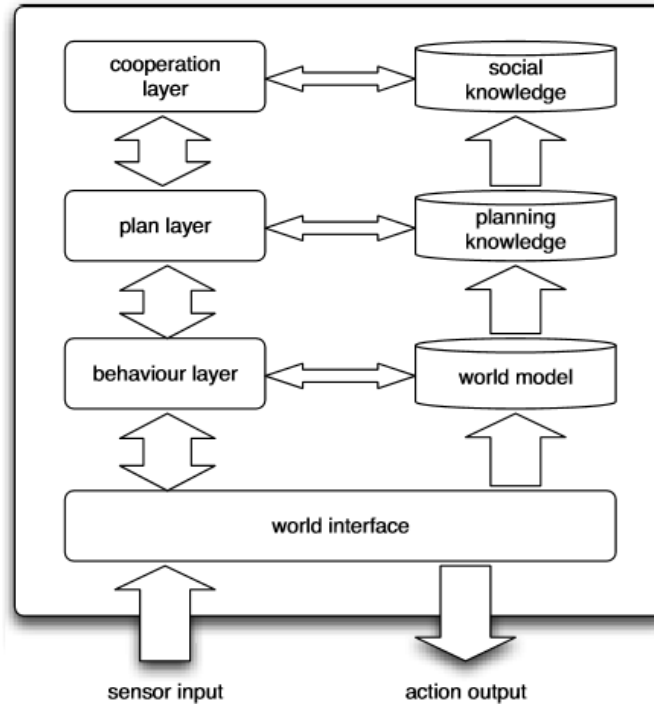 cooperation
layer
social
knowledge
plan layer
planning
knowledge
behaviour layer
world model
world interface
sensor input
action output